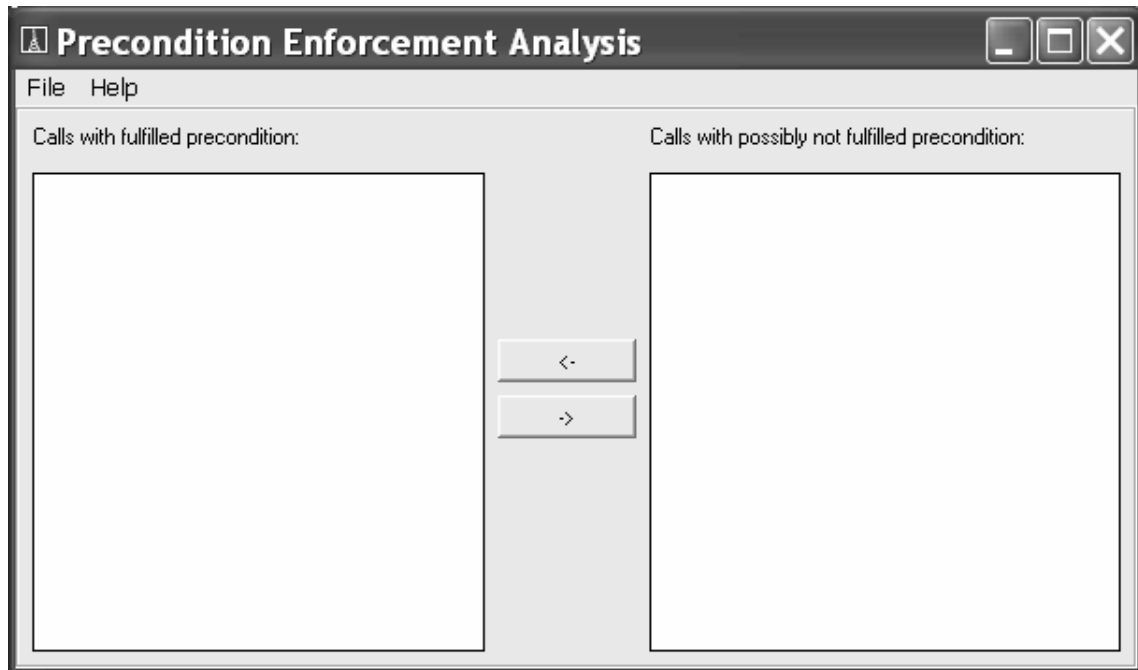 Precondition Enforcement Analysis
File Help
Calls with fulfilled precondition:
Calls with possibly not fulfilled precondition:
<-
->